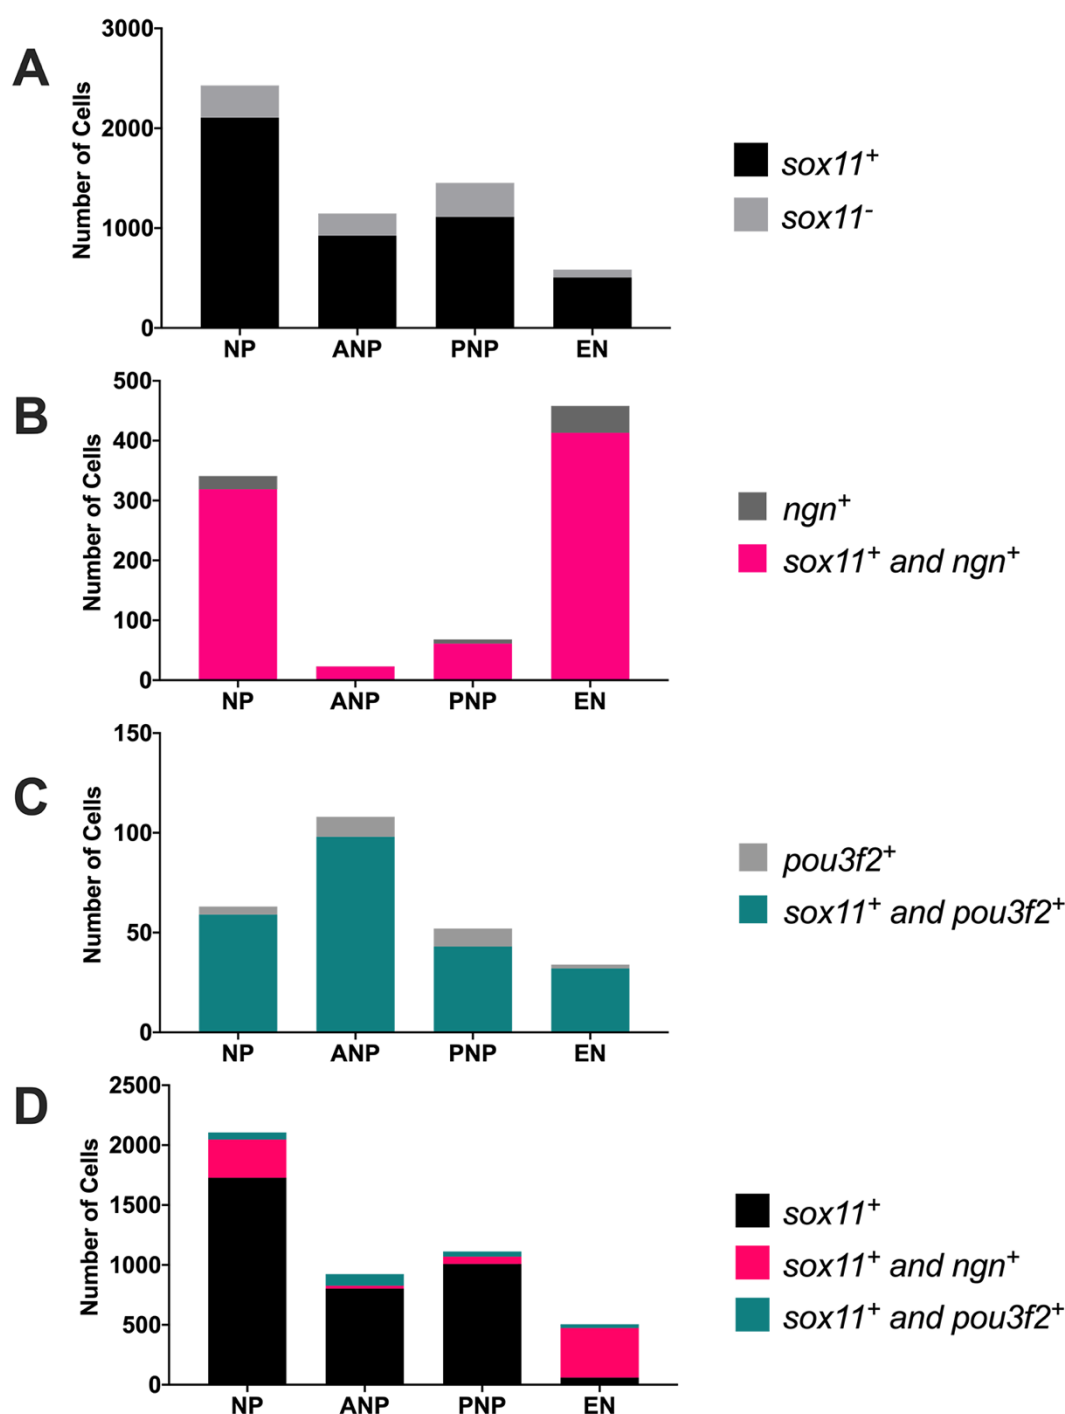 A
Number of Cells
3000
2000
1000
0
NP ANP PNP EN
sox11+
sox11-
B
Number of Cells
500
400
300
200
100
0
NP ANP PNP EN
ngn+
sox11+ and ngn+
C
Number of Cells
150
100
50
0
NP ANP PNP EN
pou3f2+
sox11+ and pou3f2+
D
Number of Cells
2500
2000
1500
1000
500
0
NP ANP PNP EN
sox11+
sox11+ and ngn+
sox11+ and pou3f2+